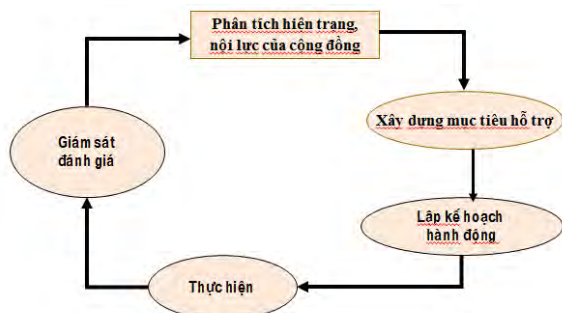 Phân tích hiện trạng,
nội lực của cộng đồng
Xây dựng mục tiêu hỗ trợ
Lập kế hoạch
hành động
Thực hiện
Giám sát
đánh giá